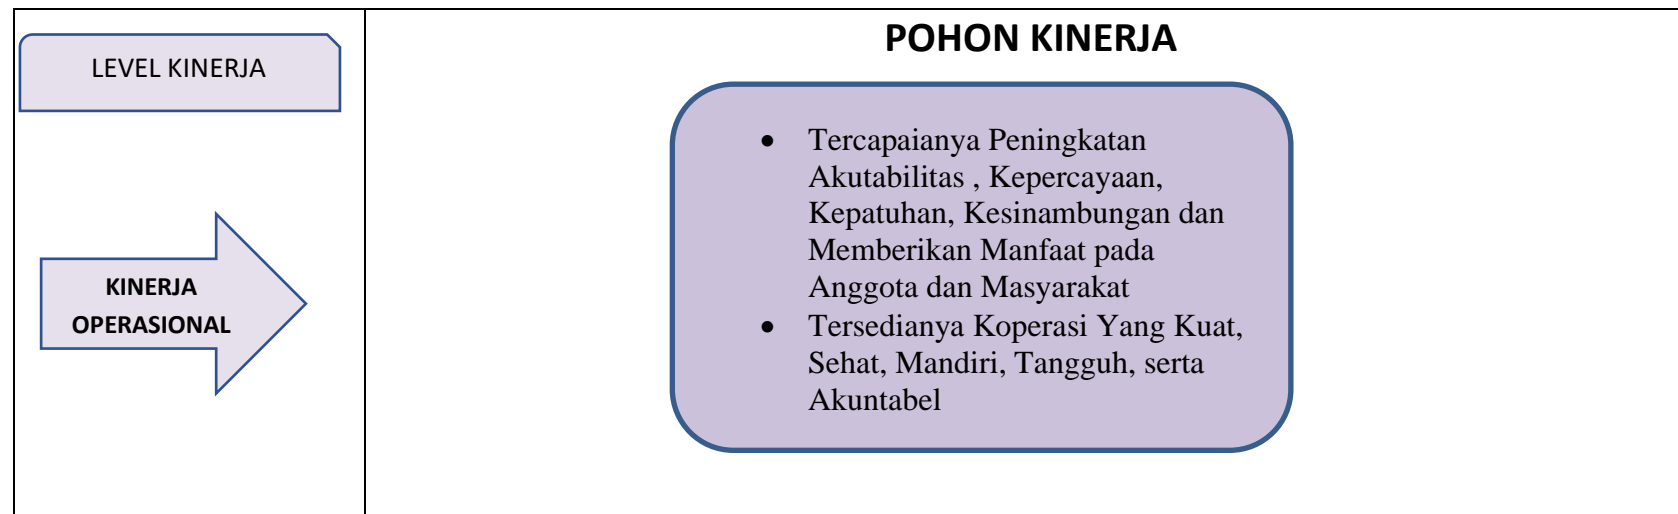 LEVEL KINERJA
KINERJA
OPERASIONAL
POHON KINERJA
• Tercapaianya Peningkatan
Akutabilitas , Kepercayaan,
Kepatuhan, Kesinambungan dan
Memberikan Manfaat pada
Anggota dan Masyarakat
• Tersedianya Koperasi Yang Kuat,
Sehat, Mandiri, Tangguh, serta
Akuntabel